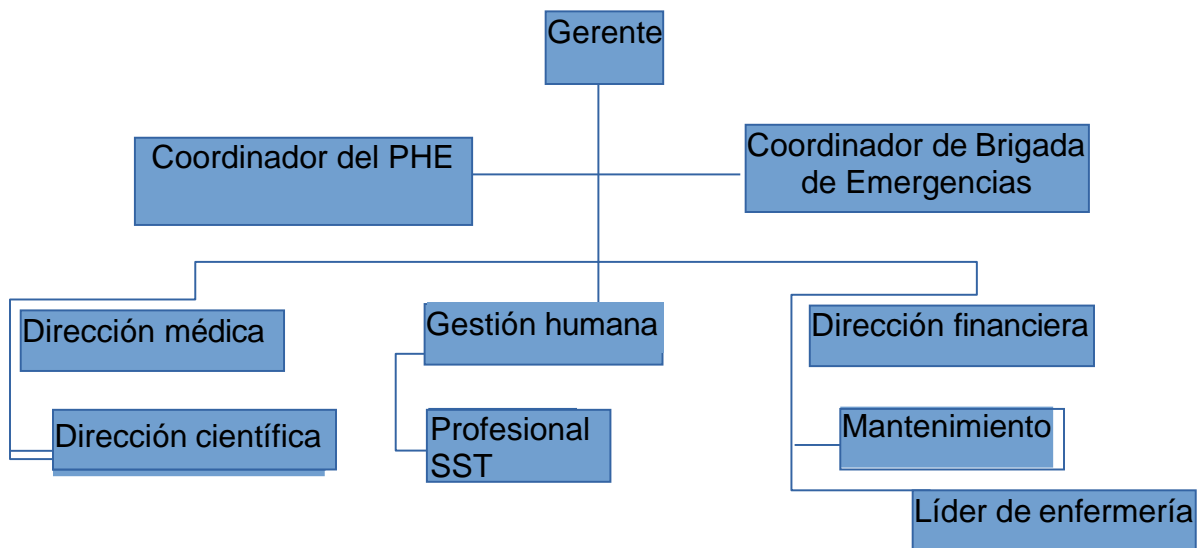 Gerente
Coordinador del PHE
Coordinador de Brigada
de Emergencias
Dirección médica
Gestión humana
Dirección financiera
Dirección científica
Profesional
SST
Mantenimiento
Líder de enfermería